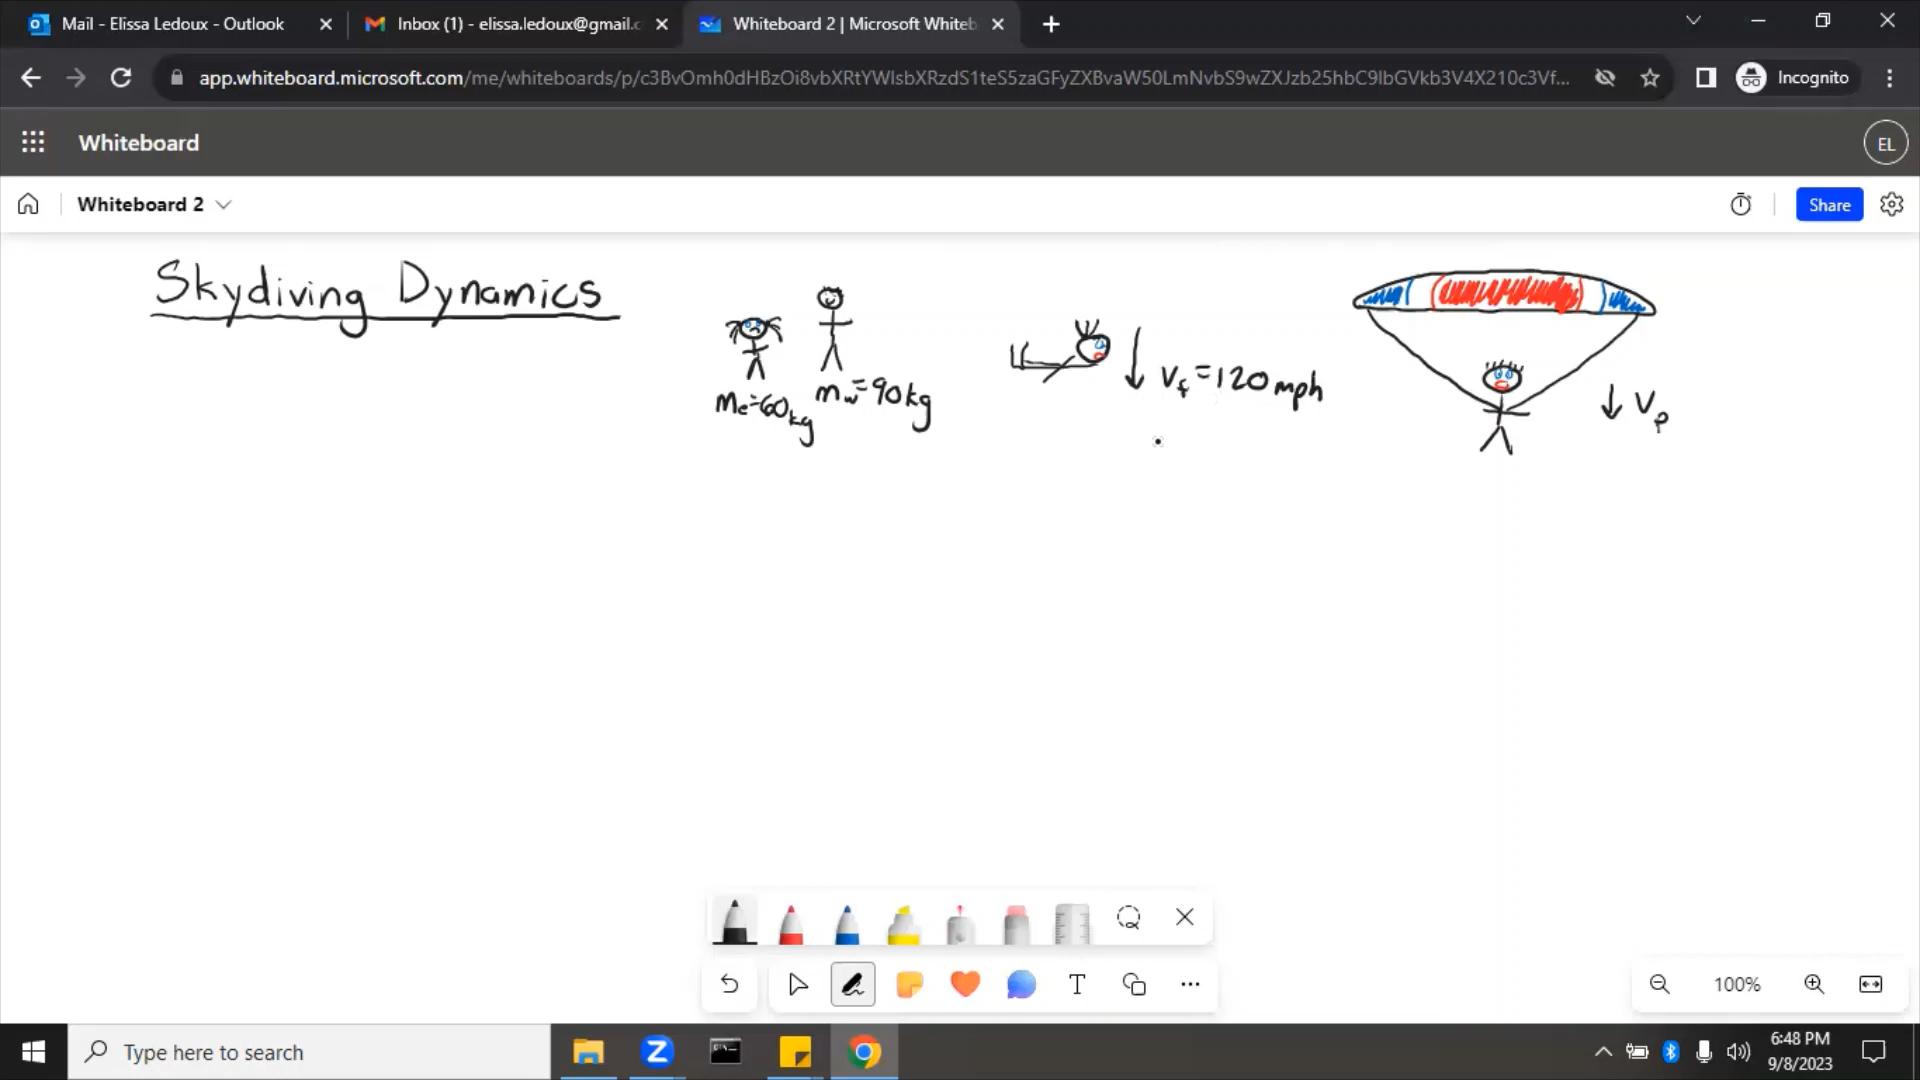 Mail - Elissa Ledoux - Outlook
Inbox (1) - elissa.ledoux@gmail.c
Whiteboard 2 | Microsoft Whiteb
app.whiteboard.microsoft.com/me/whiteboards/p/c3BvOmh0dHBzOi8vbXRtYWlsbXRzdS1teS5zaGFyZXBvaW50LmNvbS9wZXJzb25hbC9lbGVkb3V4X210c3Vf...
Incognito
Whiteboard
EL
Whiteboard 2
Share
Skydiving Dynamics
me=60kg
mw=90kg
vf=120mph
vp
T
100%
Type here to search
6:48 PM
9/8/2023